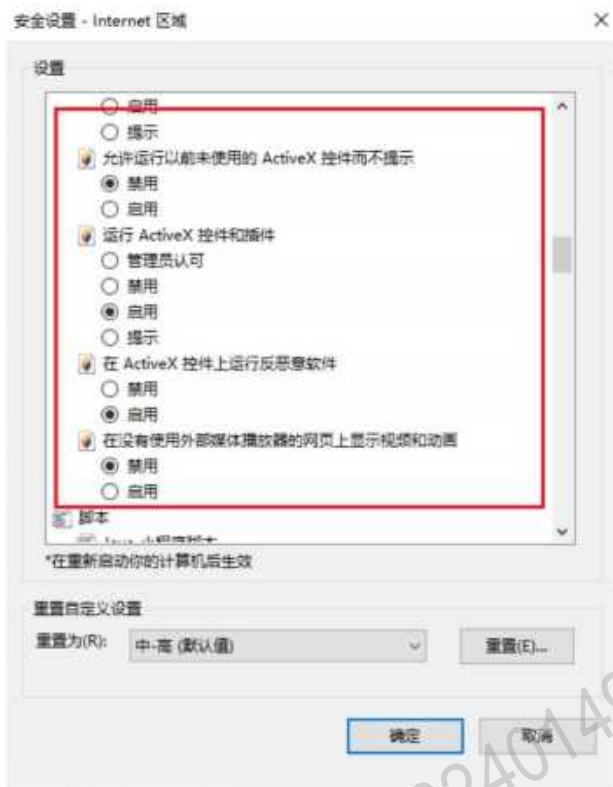 安全设置 - Internet 区域
设置
启用
提示
允许运行以前未使用的 ActiveX 控件而不提示
禁用
启用
运行 ActiveX 控件和插件
管理员认可
禁用
启用
提示
在 ActiveX 控件上运行反恶意软件
禁用
启用
在没有使用外部媒体播放器的网页上显示视频和动画
禁用
启用
脚本
Java 小程序脚本
*在重新启动你的计算机后生效
重置自定义设置
重置为(R):
中-高 (默认值)
重置(E)...
确定
取消